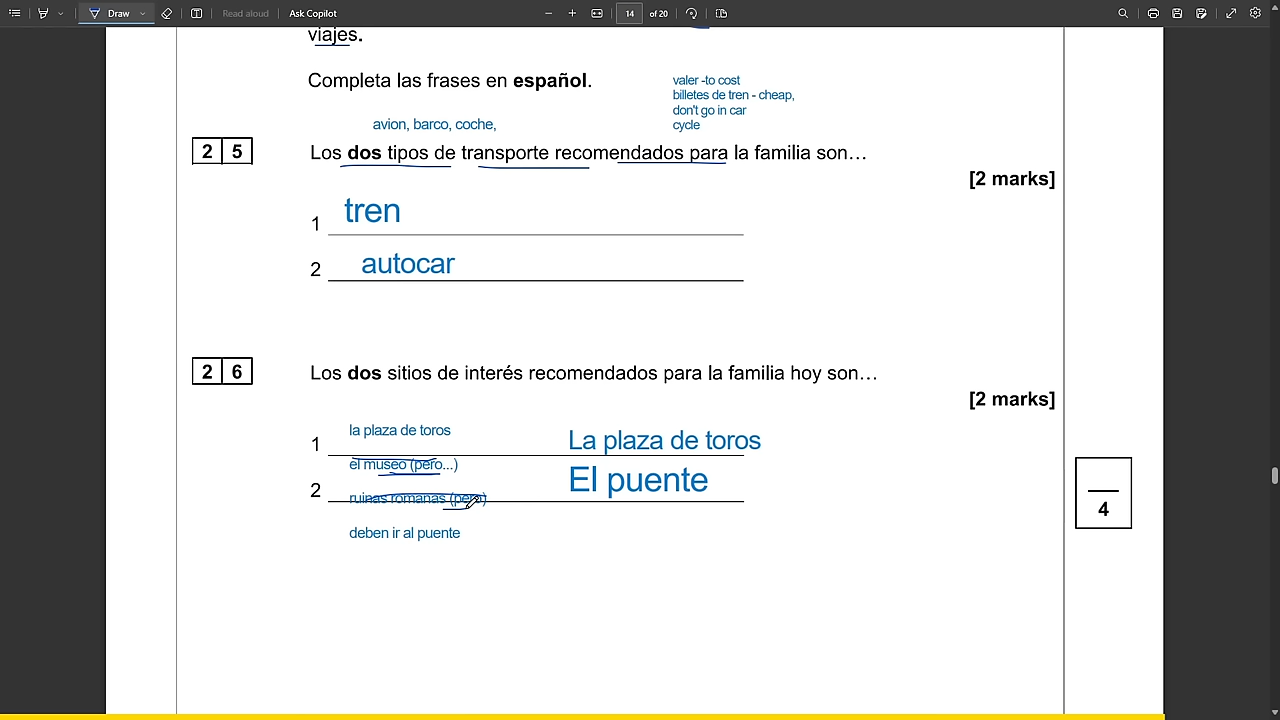 Draw
Read aloud
Ask Copilot
14 of 20
viajes.
Completa las frases en español.
valer -to cost
billetes de tren - cheap,
don't go in car
cycle
avion, barco, coche,
2 5 Los dos tipos de transporte recomendados para la familia son…
[2 marks]
1 tren
2 autocar
2 6 Los dos sitios de interés recomendados para la familia hoy son…
[2 marks]
la plaza de toros
1 La plaza de toros
el museo (pero...)
2 El puente
ruinas romanas (pero)
deben ir al puente
4